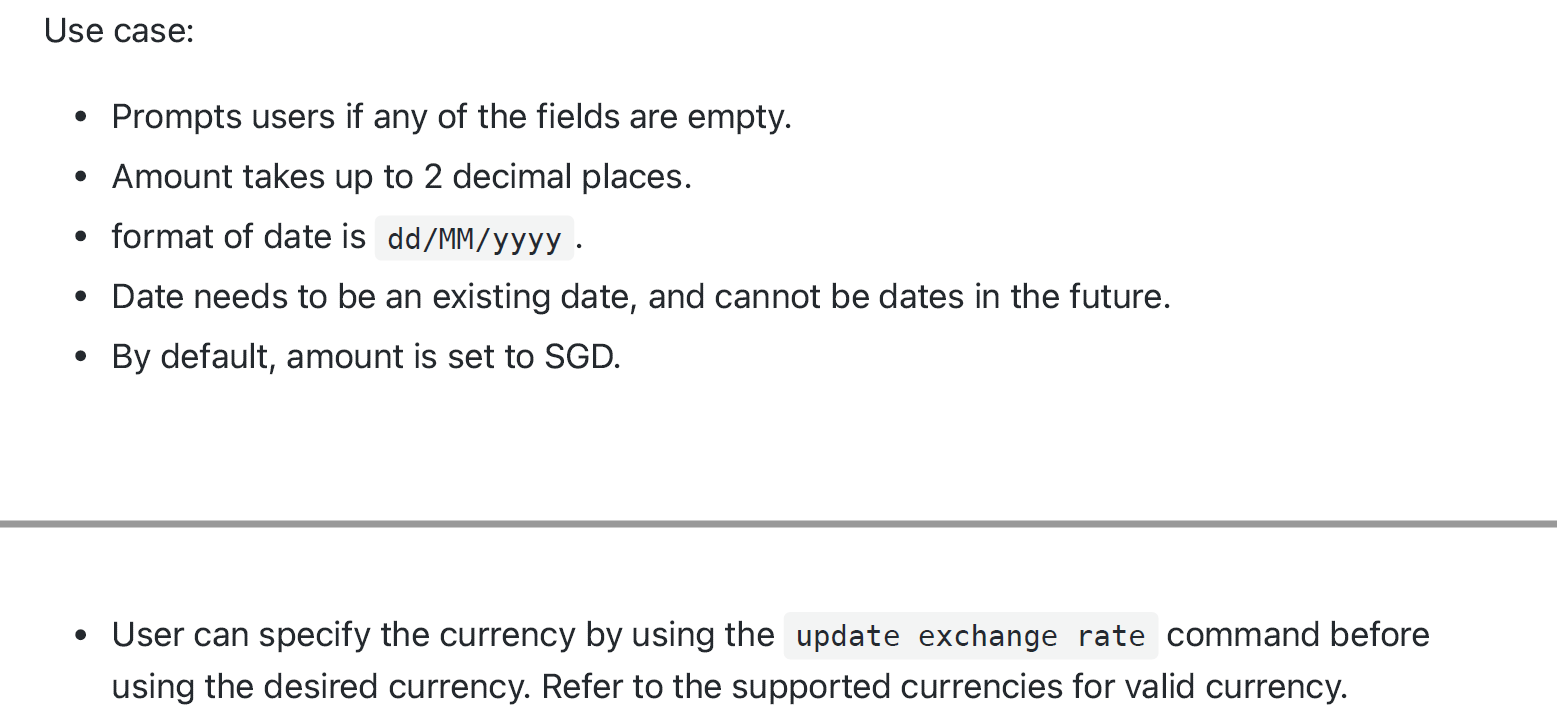 Use case:
• Prompts users if any of the fields are empty.
• Amount takes up to 2 decimal places.
• format of date is dd/MM/yyyy .
• Date needs to be an existing date, and cannot be dates in the future.
• By default, amount is set to SGD.
• User can specify the currency by using the update exchange rate command before
using the desired currency. Refer to the supported currencies for valid currency.